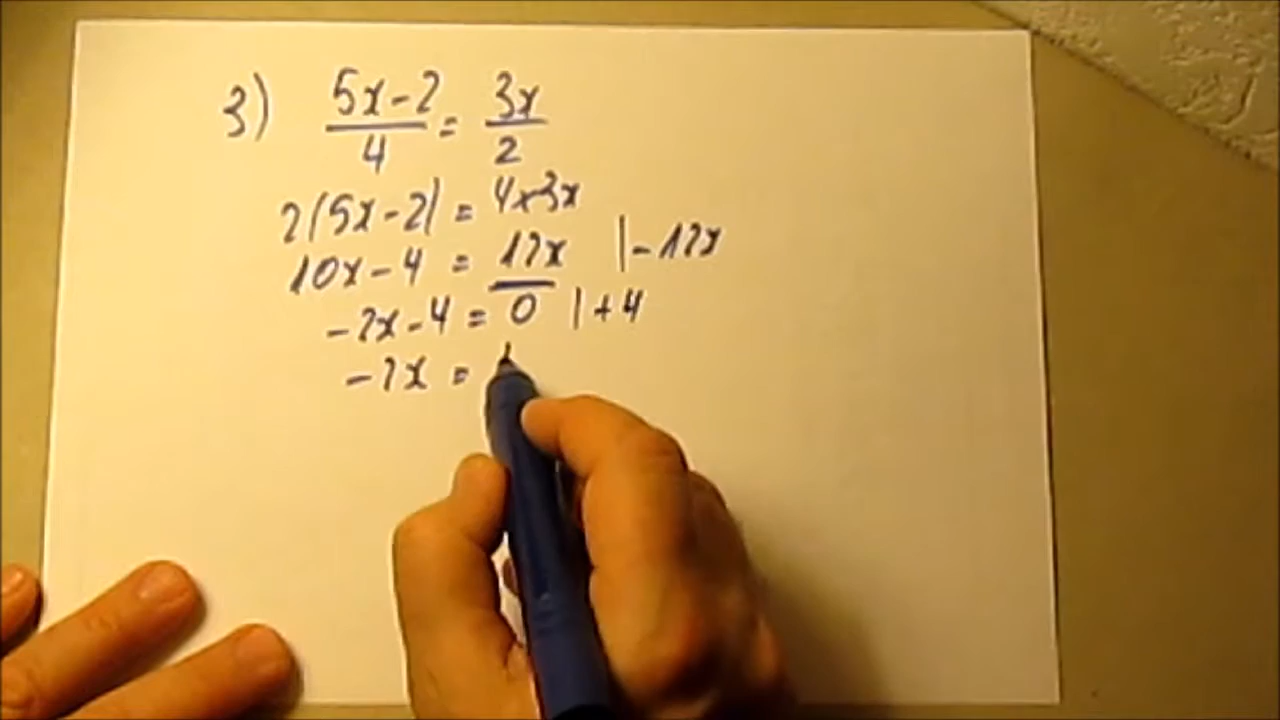 3) 5x-2/4 = 3x/2
2(5x-2) = 4x3x
10x-4 = 12x |-12x
-2x-4 = 0 |+4
-2x =